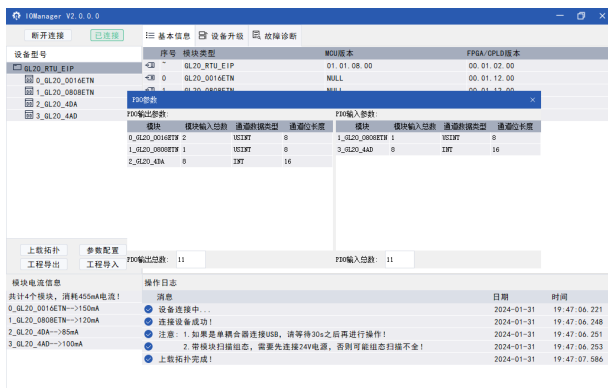 IOManager V2.0.0.0
断开连接 已连接 基本信息 设备升级 故障诊断
设备型号
序号 模块类型 MCU版本 FPGA/CPLD版本
GL20_RTU_EIP
GL20_RTU_EIP 01.01.08.00 00.01.02.00
0_GL20_0016ETN
0 GL20_0016ETN NULL 00.01.12.00
1_GL20_0808ETN
2_GL20_4DA
3_GL20_4AD
PDO参数 ×
PDO输出参数: PDO输入参数:
模块 模块输入总数 通道数据类型 通道位长度 模块 模块输入总数 通道数据类型 通道位长度
0_GL20_0016ETN 2 USINT 8 1_GL20_0808ETN 1 USINT 8
1_GL20_0808ETN 1 USINT 8 3_GL20_4AD 8 INT 16
2_GL20_4DA 8 INT 16
PDO输出总数: 11 PDO输入总数: 11
上载拓扑 参数配置
工程导出 工程导入
模块电流信息
共计4个模块，消耗455mA电流！
0_GL20_0016ETN-->150mA
1_GL20_0808ETN-->120mA
2_GL20_4DA-->85mA
3_GL20_4AD-->100mA
操作日志
消息 日期 时间
设备连接中... 2024-01-31 19:47:06.221
连接设备成功！ 2024-01-31 19:47:06.248
注意：1.如果是单耦合器连接USB，请等待30s之后再进行操作！ 2024-01-31 19:47:06.251
2.带模块扫描组态，需要先连接24V电源，否则可能组态扫描不全！ 2024-01-31 19:47:06.253
上载拓扑完成！ 2024-01-31 19:47:07.586